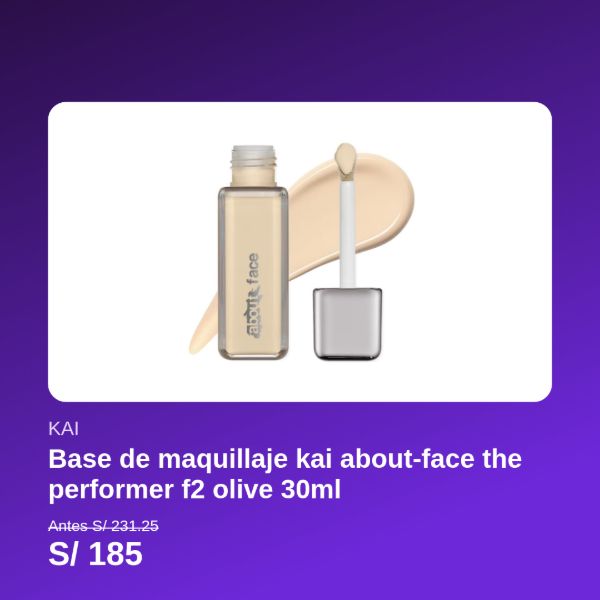 about-face
KAI
Base de maquillaje kai about-face the
performer f2 olive 30ml
Antes S/ 231.25
S/ 185